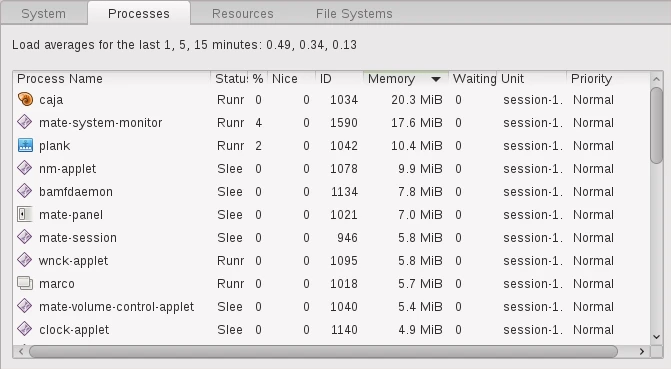 System Processes Resources File Systems
Load averages for the last 1, 5, 15 minutes: 0.49, 0.34, 0.13
Process Name Statu % Nice ID Memory Waiting Unit Priority
caja Runr 0 0 1034 20.3 MiB 0 session-1. Normal
mate-system-monitor Runr 4 0 1590 17.6 MiB 0 session-1. Normal
plank Runr 2 0 1042 10.4 MiB 0 session-1. Normal
nm-applet Slee 0 0 1078 9.9 MiB 0 session-1. Normal
bamfdaemon Slee 0 0 1134 7.8 MiB 0 session-1. Normal
mate-panel Slee 0 0 1021 7.0 MiB 0 session-1. Normal
mate-session Slee 0 0 946 5.8 MiB 0 session-1. Normal
wnck-applet Runr 0 0 1095 5.8 MiB 0 session-1. Normal
marco Runr 0 0 1018 5.7 MiB 0 session-1. Normal
mate-volume-control-applet Slee 0 0 1040 5.4 MiB 0 session-1. Normal
clock-applet Slee 0 0 1140 4.9 MiB 0 session-1. Normal